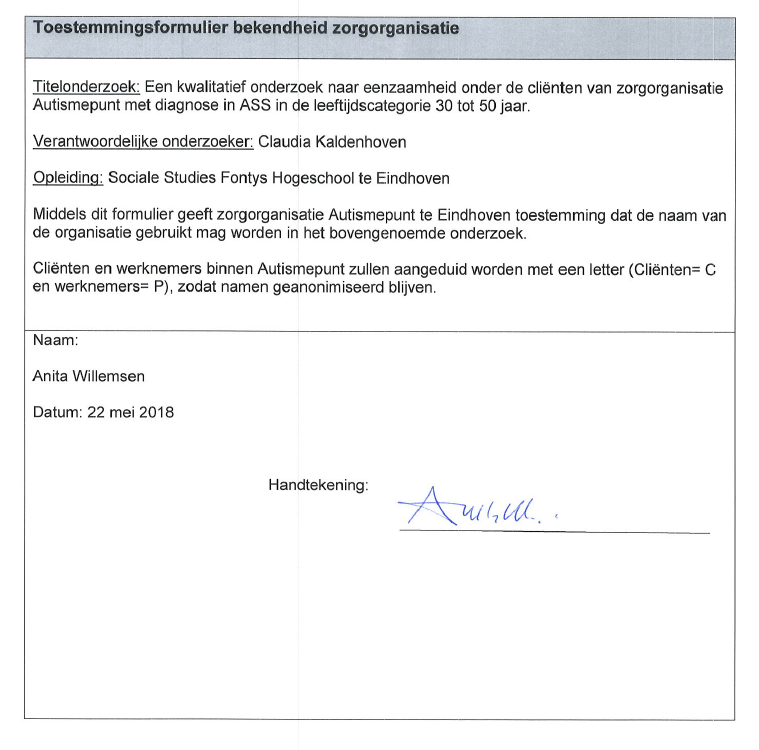 Toestemmingsformulier bekendheid zorgorganisatie
Titelonderzoek: Een kwalitatief onderzoek naar eenzaamheid onder de cliënten van zorgorganisatie
Autismepunt met diagnose in ASS in de leeftijdscategorie 30 tot 50 jaar.
Verantwoordelijke onderzoeker: Claudia Kaldenhoven
Opleiding: Sociale Studies Fontys Hogeschool te Eindhoven
Middels dit formulier geeft zorgorganisatie Autismepunt te Eindhoven toestemming dat de naam van
de organisatie gebruikt mag worden in het bovengenoemde onderzoek.
Cliënten en werknemers binnen Autismepunt zullen aangeduid worden met een letter (Cliënten= C
en werknemers= P), zodat namen geanonimiseerd blijven.
Naam:
Anita Willemsen
Datum: 22 mei 2018
Handtekening: